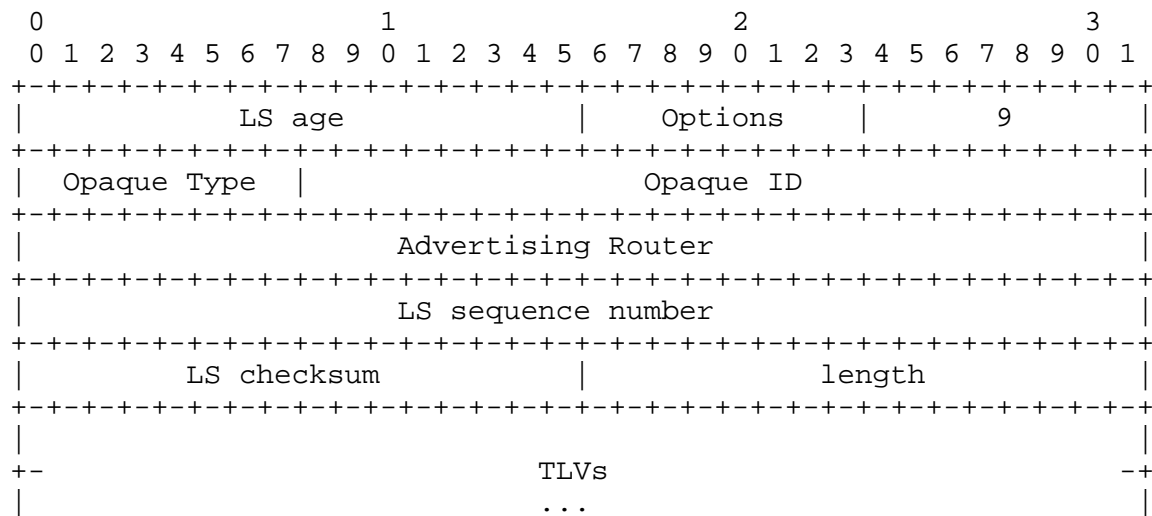 0                   1                   2                   3
 0 1 2 3 4 5 6 7 8 9 0 1 2 3 4 5 6 7 8 9 0 1 2 3 4 5 6 7 8 9 0 1
+-+-+-+-+-+-+-+-+-+-+-+-+-+-+-+-+-+-+-+-+-+-+-+-+-+-+-+-+-+-+-+-+
|            LS age             |    Options    |       9       |
+-+-+-+-+-+-+-+-+-+-+-+-+-+-+-+-+-+-+-+-+-+-+-+-+-+-+-+-+-+-+-+-+
|  Opaque Type  |                   Opaque ID                   |
+-+-+-+-+-+-+-+-+-+-+-+-+-+-+-+-+-+-+-+-+-+-+-+-+-+-+-+-+-+-+-+-+
|                     Advertising Router                        |
+-+-+-+-+-+-+-+-+-+-+-+-+-+-+-+-+-+-+-+-+-+-+-+-+-+-+-+-+-+-+-+-+
|                     LS sequence number                        |
+-+-+-+-+-+-+-+-+-+-+-+-+-+-+-+-+-+-+-+-+-+-+-+-+-+-+-+-+-+-+-+-+
|         LS checksum           |             length            |
+-+-+-+-+-+-+-+-+-+-+-+-+-+-+-+-+-+-+-+-+-+-+-+-+-+-+-+-+-+-+-+-+
|                                                               |
+-                            TLVs                             -+
|                             ...                               |